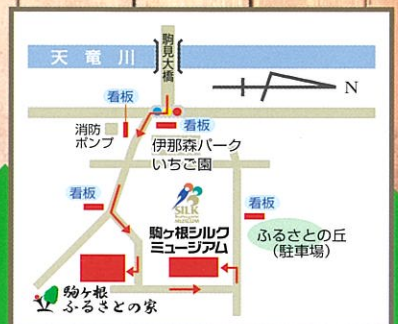 天竜川
駒見大橋
N
看板
看板
消防
ポンプ
伊那森パーク
いちご園
看板
看板
SILK
MUSEUM
駒ヶ根シルク
ミュージアム
ふるさとの丘
(駐車場)
駒ヶ根
ふるさとの家